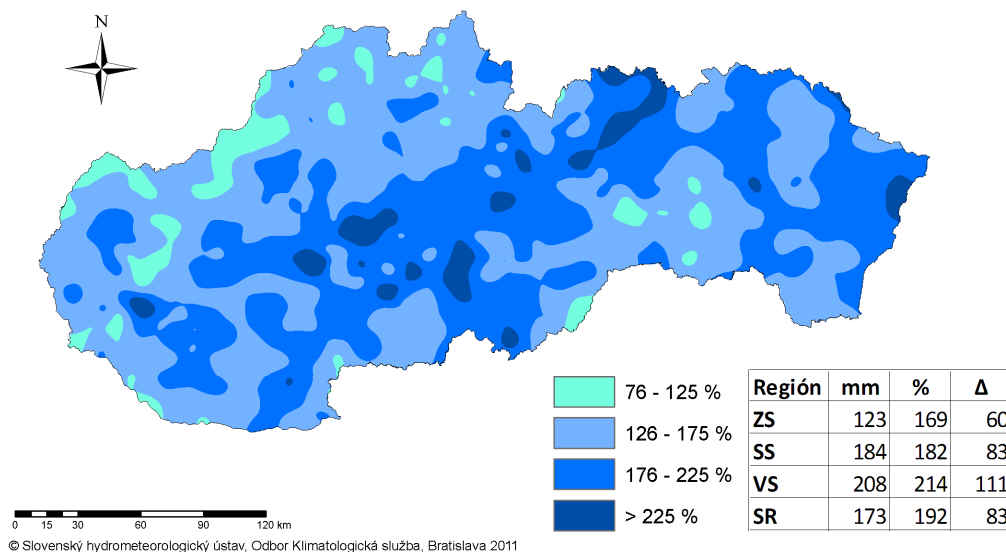 N
76 - 125 %
126 - 175 %
176 - 225 %
> 225 %
Región mm % Δ
ZS 123 169 60
SS 184 182 83
VS 208 214 111
SR 173 192 83
0 15 30 60 90 120 km
© Slovenský hydrometeorologický ústav, Odbor Klimatologická služba, Bratislava 2011